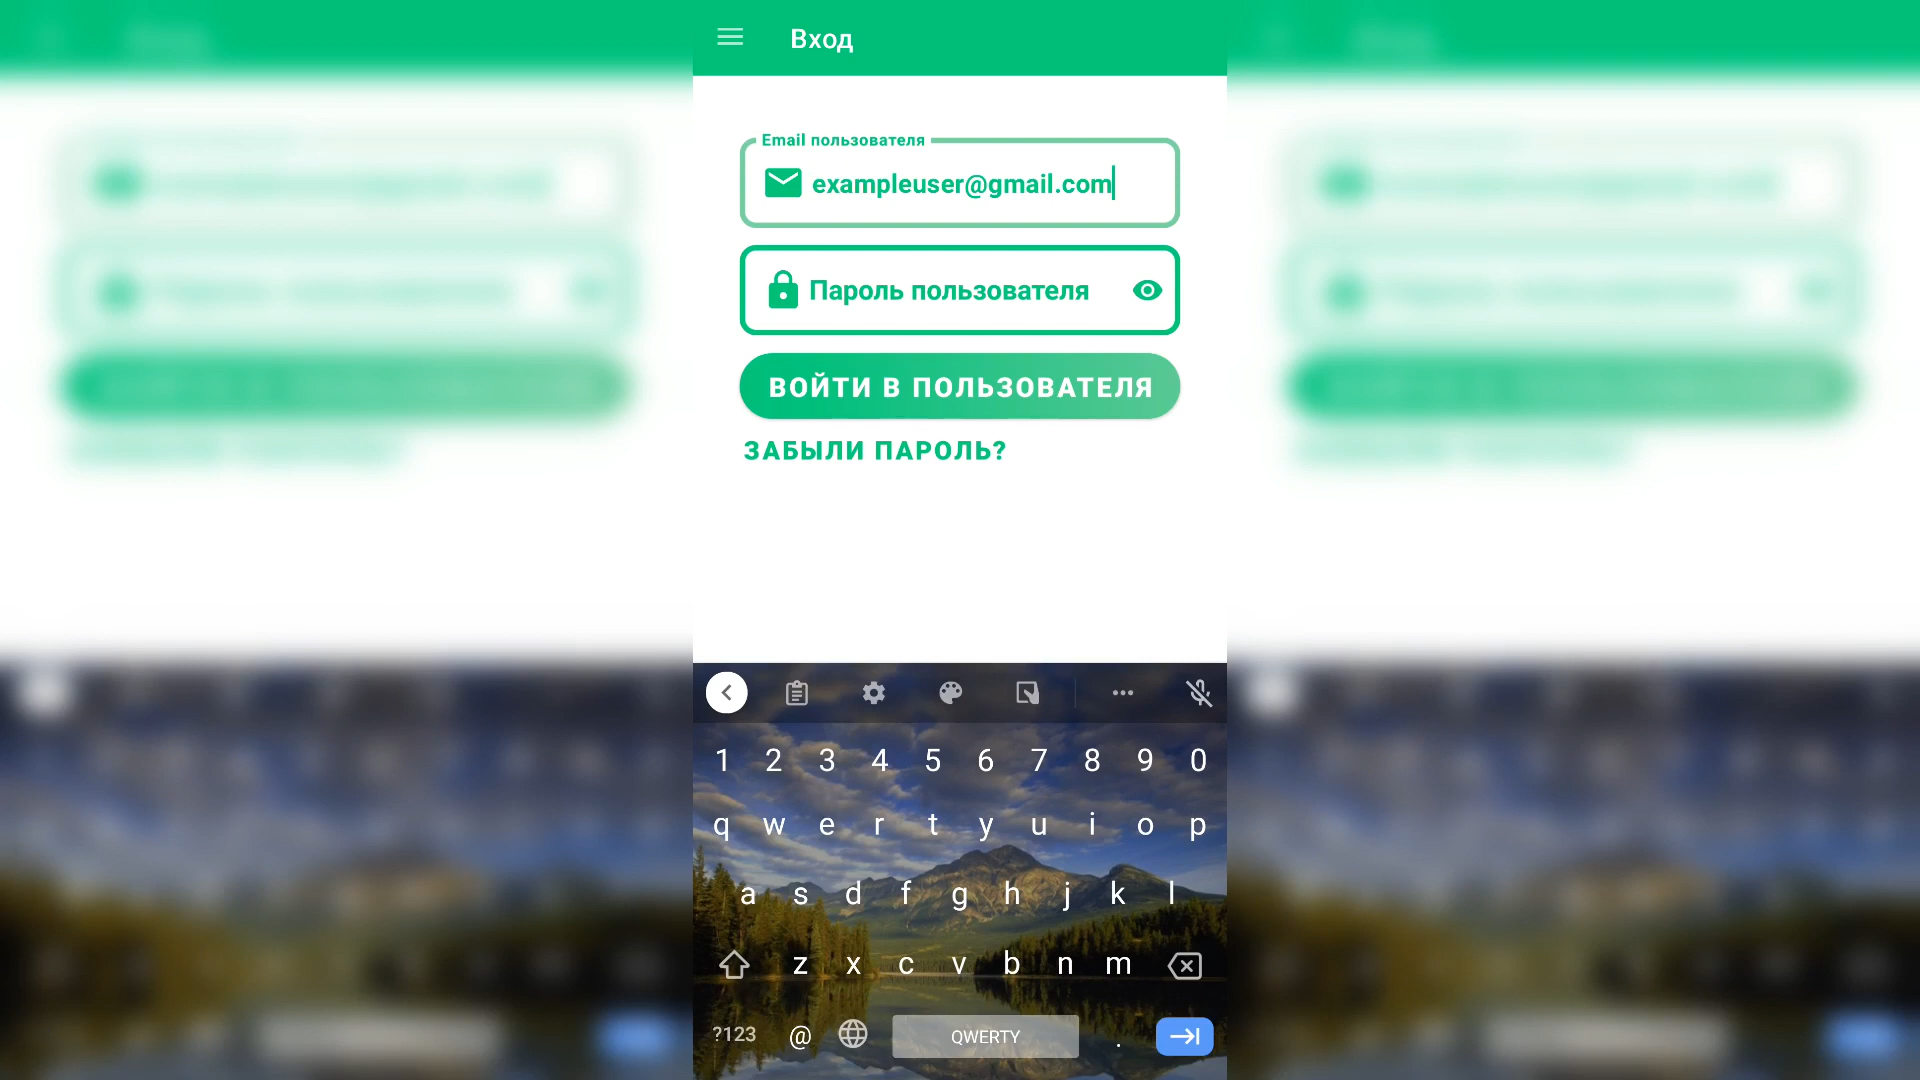 Вход
Email пользователя
exampleuser@gmail.com
Пароль пользователя
ВОЙТИ В ПОЛЬЗОВАТЕЛЯ
ЗАБЫЛИ ПАРОЛЬ?
1 2 3 4 5 6 7 8 9 0
q w e r t y u i o p
a s d f g h j k l
z x c v b n m
?123 @ QWERTY .